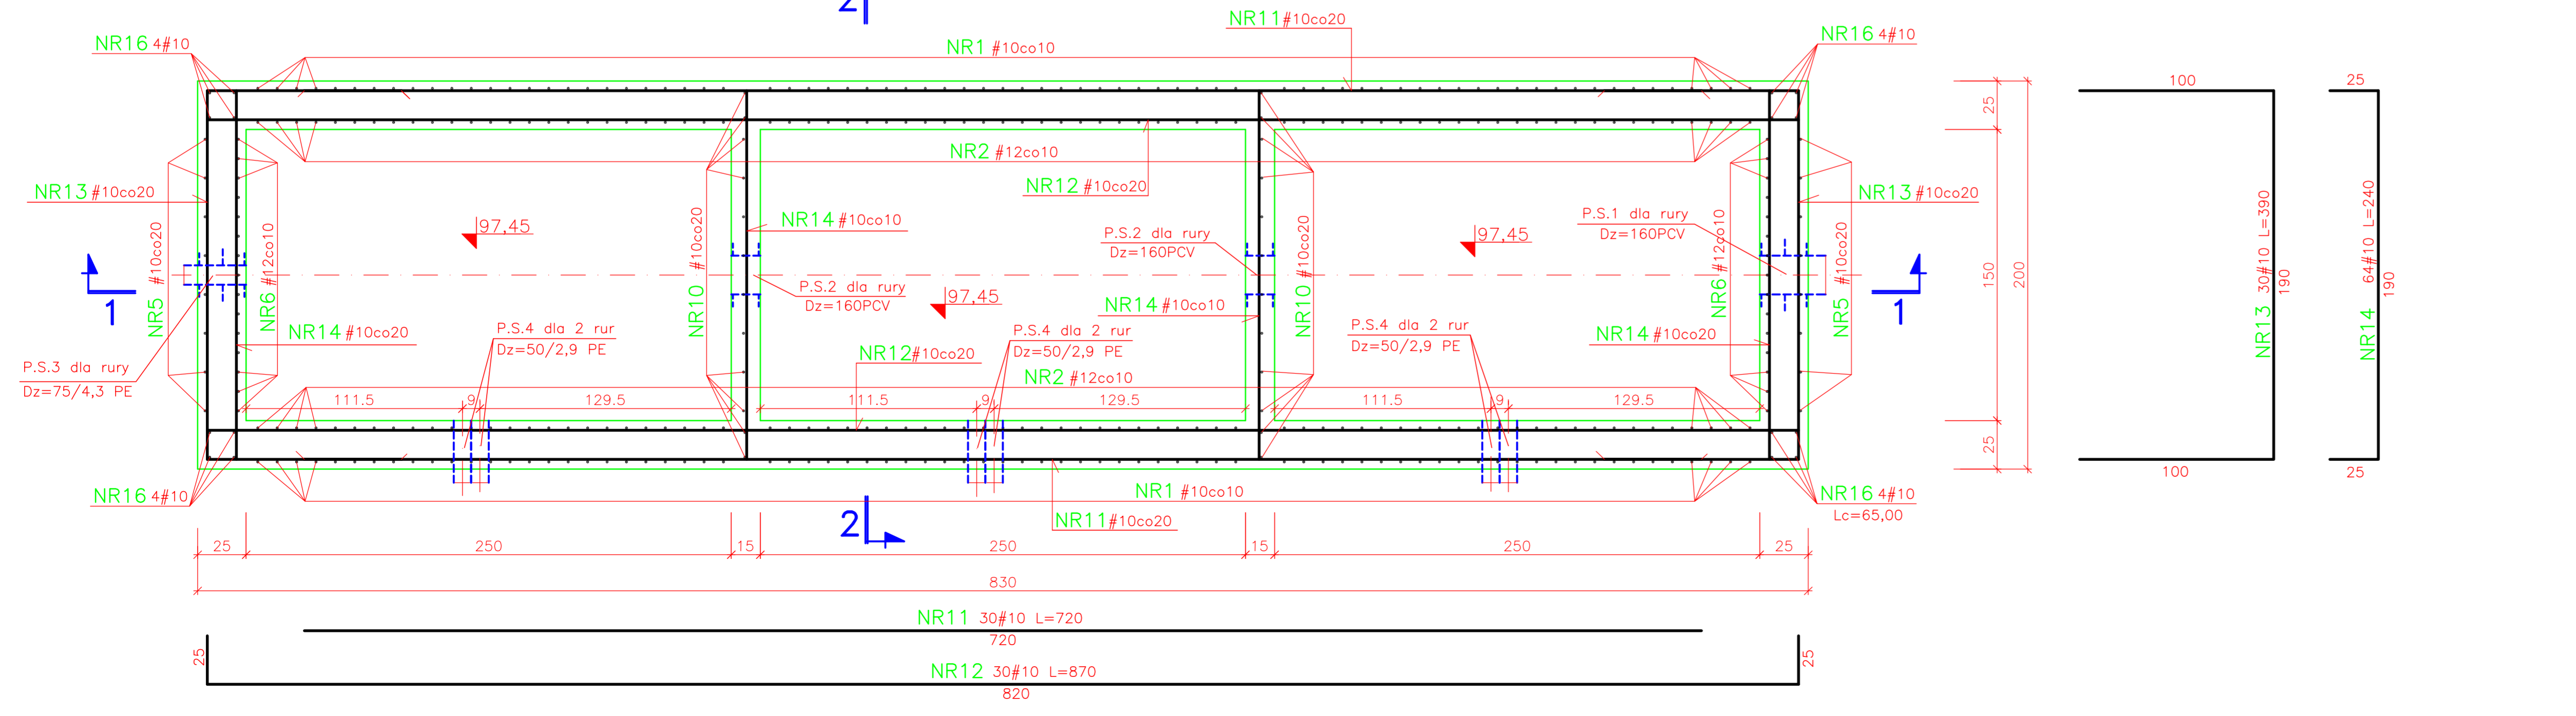 2
NR11 #10co20
NR16 4#10
NR1 #10co10
NR16 4#10
100
25
25
NR2 #12co10
NR12 #10co20
NR13 #10co20
NR13 #10co20
NR14 #10co10
97,45
P.S.2 dla rury
Dz=160PCV
97,45
P.S.1 dla rury
Dz=160PCV
NR5 #10co20
NR6 #12co10
NR10 #10co20
NR10 #10co20
NR6 #12co10
NR5 #10co20
150
200
NR13 30#10 L=390
190
NR14 64#10 L=240
190
1
1
P.S.2 dla rury
Dz=160PCV
97,45
NR14 #10co10
NR14 #10co20
P.S.4 dla 2 rur
Dz=50/2,9 PE
P.S.4 dla 2 rur
Dz=50/2,9 PE
P.S.4 dla 2 rur
Dz=50/2,9 PE
NR14 #10co20
NR12 #10co20
P.S.3 dla rury
Dz=75/4,3 PE
NR2 #12co10
111.5 9 129.5 111.5 9 129.5 111.5 9 129.5
25
100
25
NR16 4#10
NR1 #10co10
NR16 4#10
Lc=65,00
2
NR11 #10co20
25 250 15 250 15 250 25
830
NR11 30#10 L=720
720
25
NR12 30#10 L=870
25
820